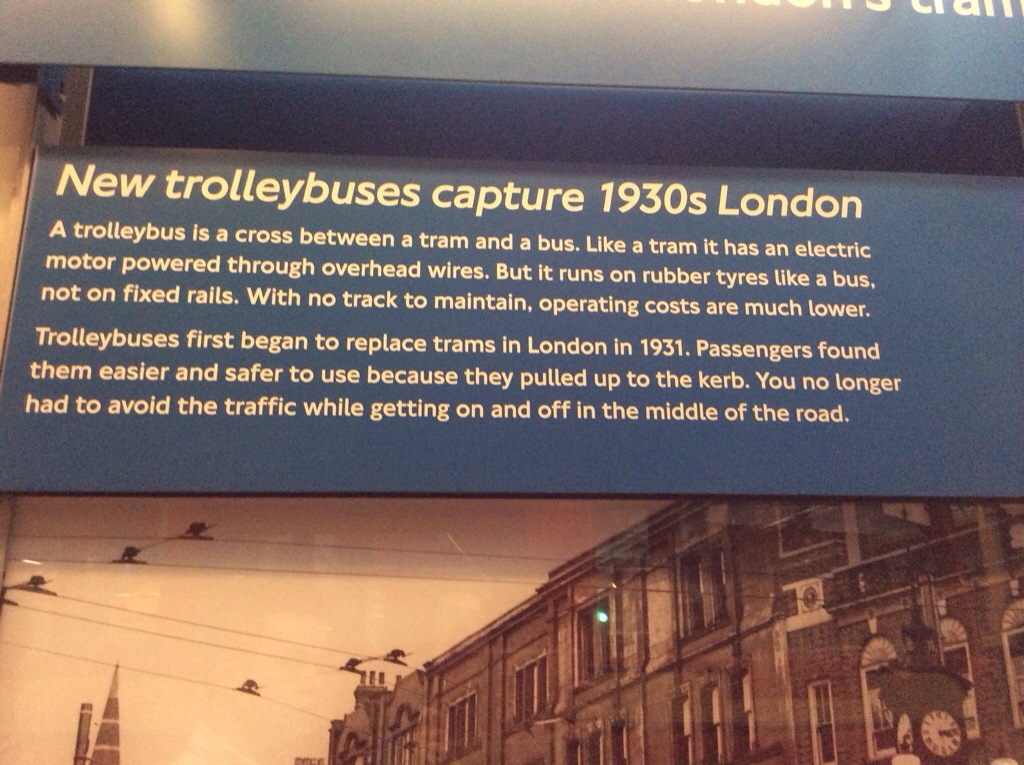 London's tram
New trolleybuses capture 1930s London
A trolleybus is a cross between a tram and a bus. Like a tram it has an electric
motor powered through overhead wires. But it runs on rubber tyres like a bus,
not on fixed rails. With no track to maintain, operating costs are much lower.
Trolleybuses first began to replace trams in London in 1931. Passengers found
them easier and safer to use because they pulled up to the kerb. You no longer
had to avoid the traffic while getting on and off in the middle of the road.